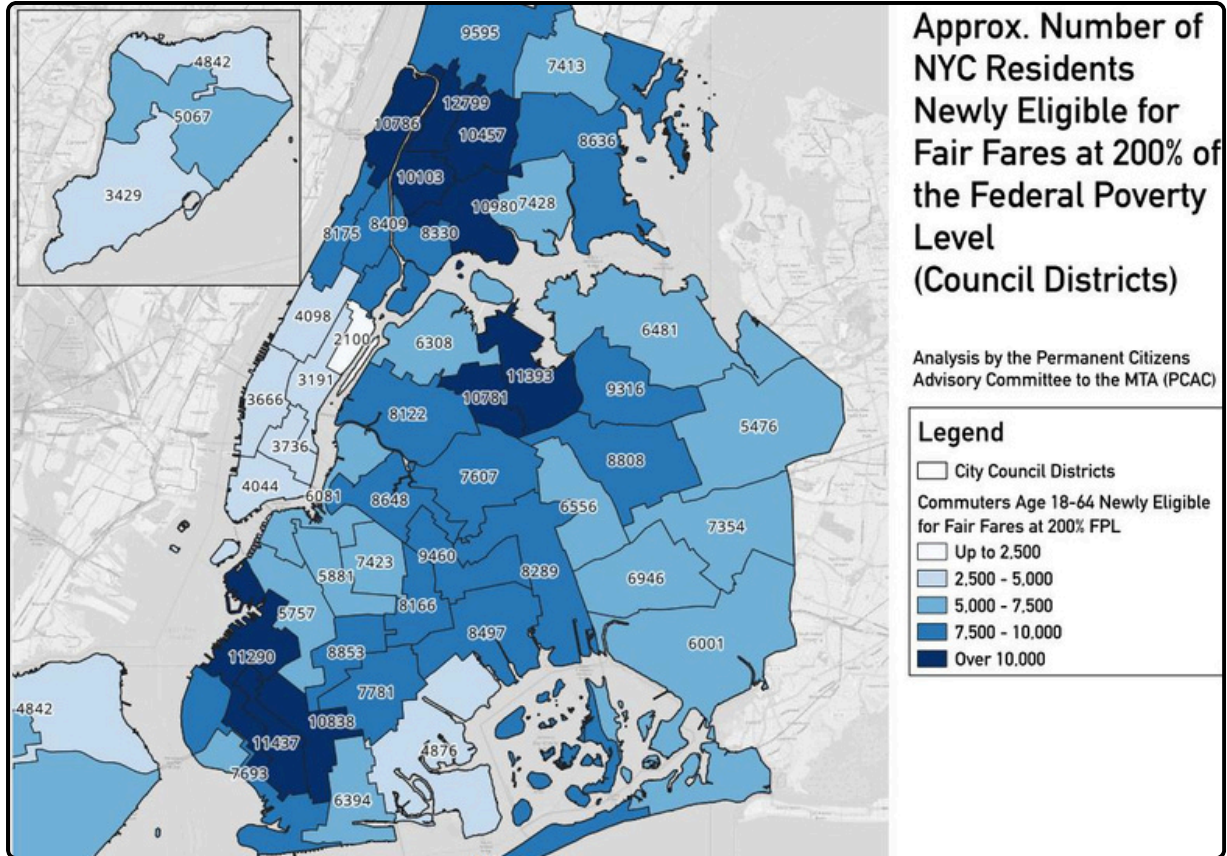 Approx. Number of
NYC Residents
Newly Eligible for
Fair Fares at 200% of
the Federal Poverty
Level
(Council Districts)
Analysis by the Permanent Citizens
Advisory Committee to the MTA (PCAC)
Legend
City Council Districts
Commuters Age 18-64 Newly Eligible
for Fair Fares at 200% FPL
Up to 2,500
2,500 - 5,000
5,000 - 7,500
7,500 - 10,000
Over 10,000
4842
5067
3429
9595
7413
12799
10786
10457
8636
10103
10980
7428
8175
8409
8330
4098
2100
6308
6481
3191
11393
3666
10781
9316
8122
5476
3736
8808
7607
4044
6081
8648
6556
7354
9460
7423
5881
8289
6946
8166
5757
8497
6001
8853
11290
7781
4842
10838
11437
4876
7693
6394